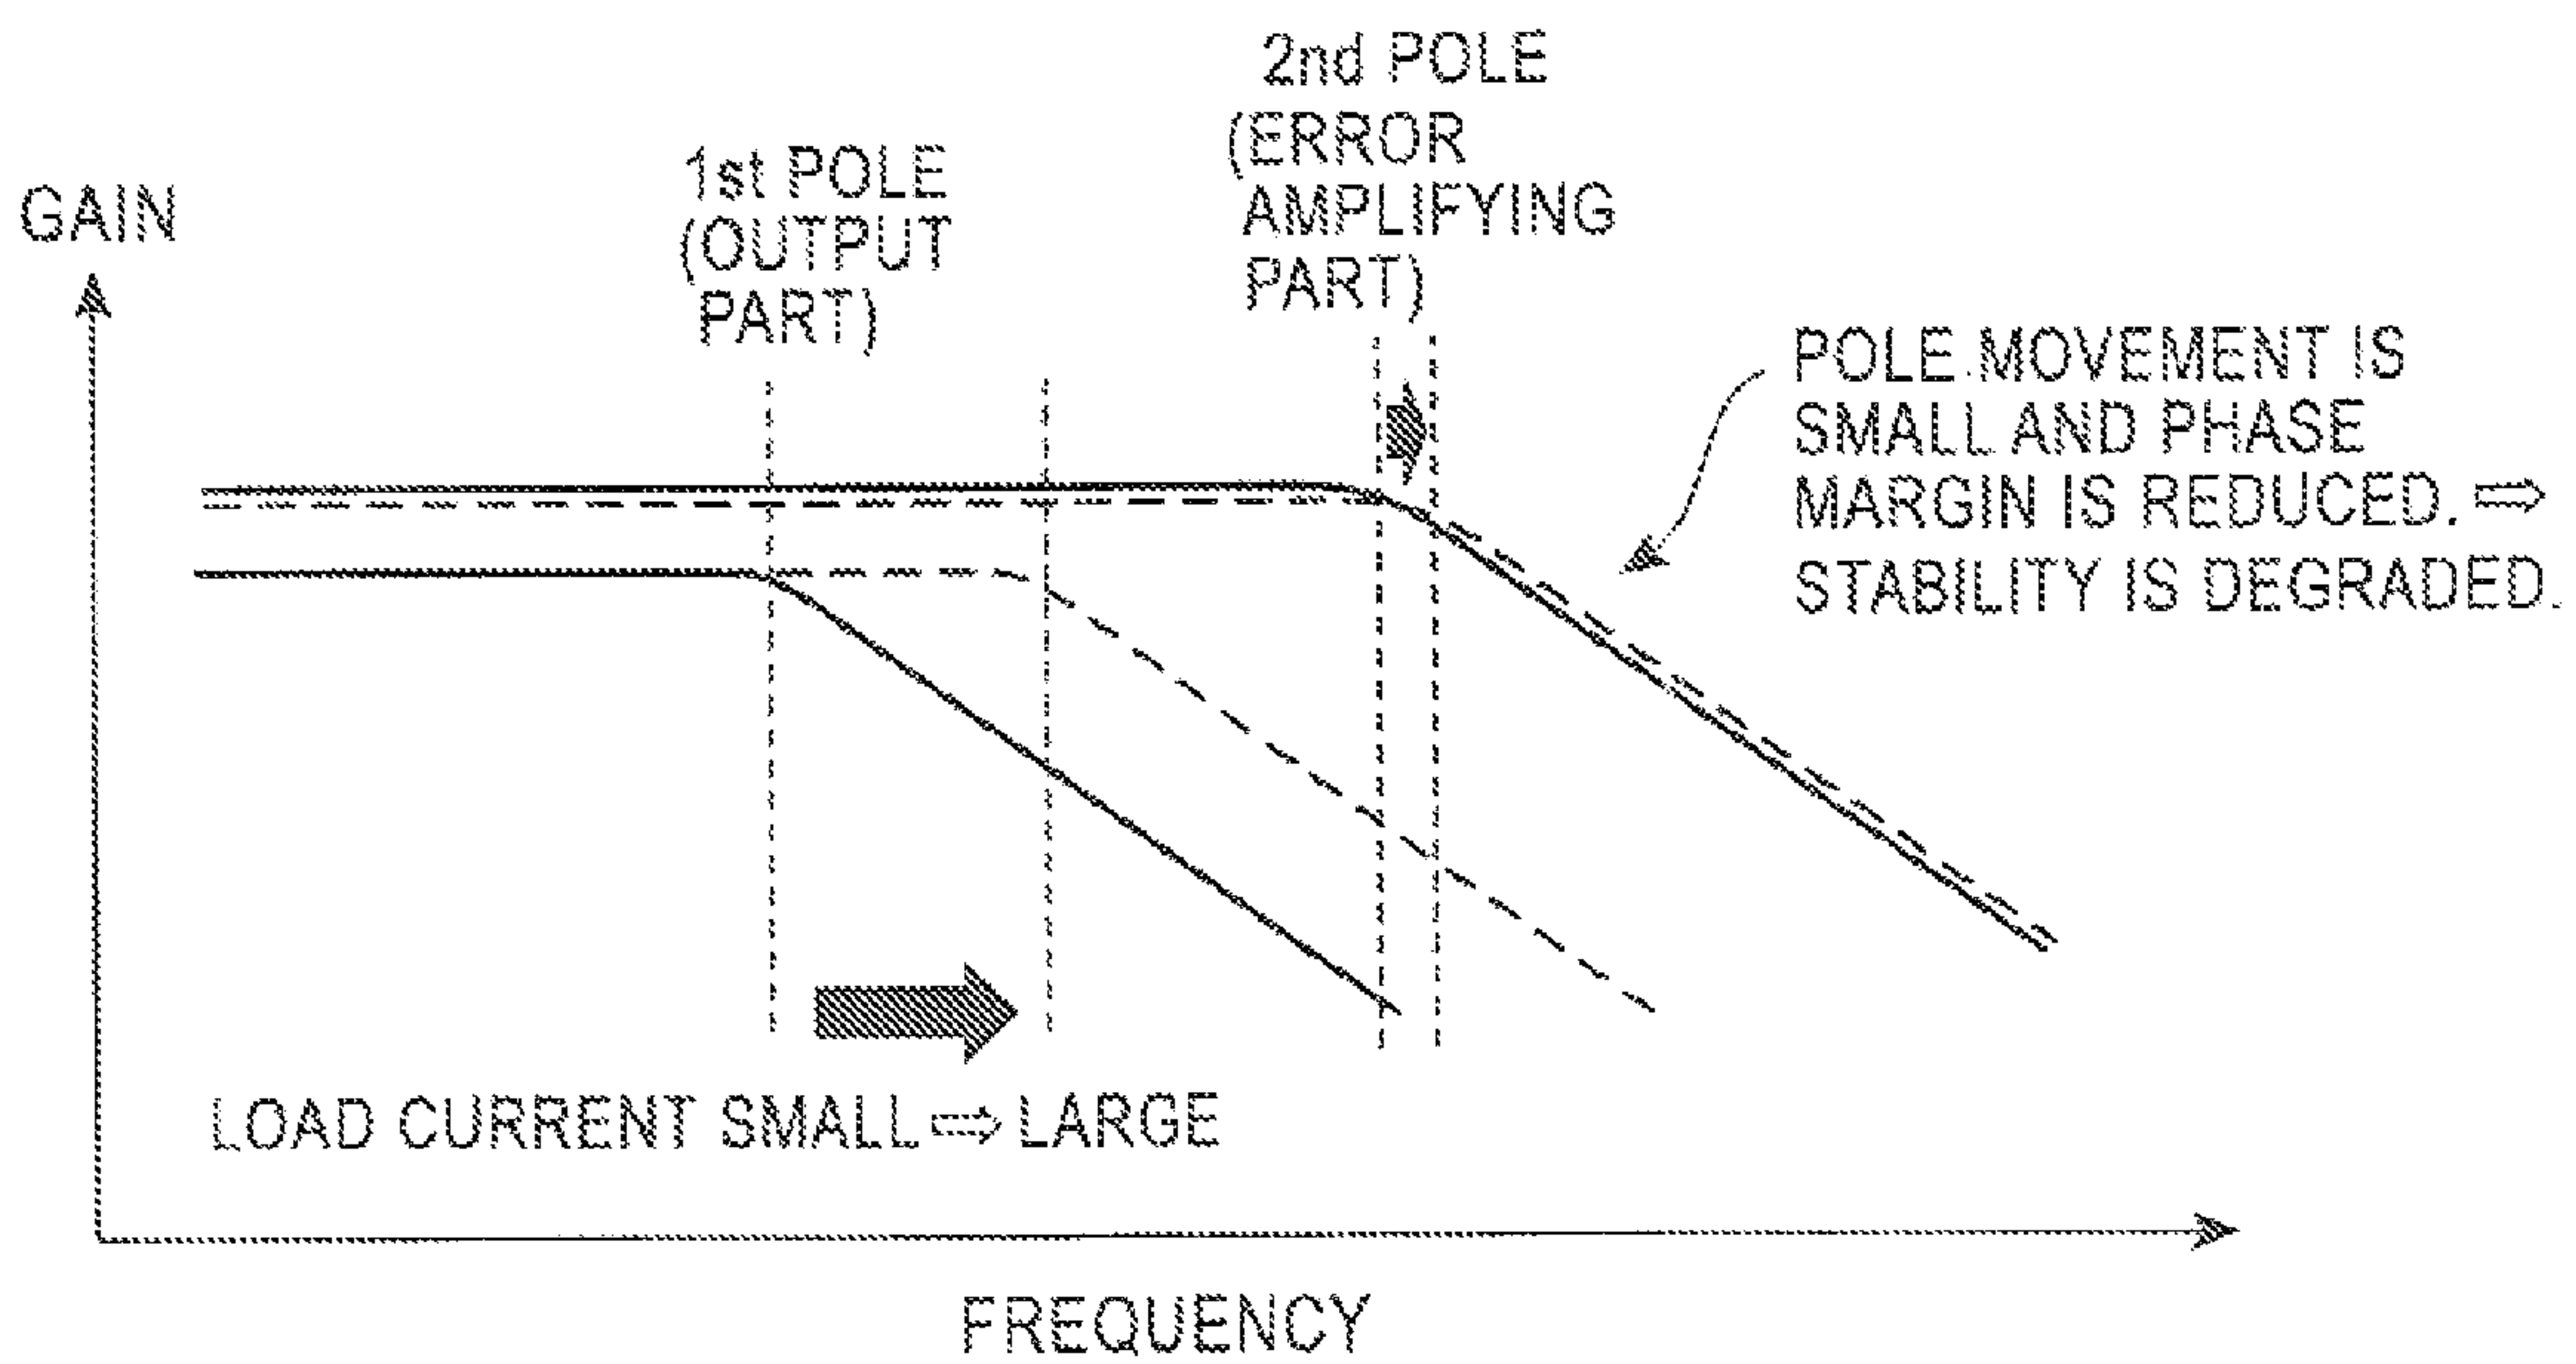 GAIN
1st POLE
(OUTPUT
PART)
2nd POLE
(ERROR
AMPLIFYING
PART)
POLE MOVEMENT IS
SMALL AND PHASE
MARGIN IS REDUCED. ⇨
STABILITY IS DEGRADED.
LOAD CURRENT SMALL ⇨ LARGE
FREQUENCY